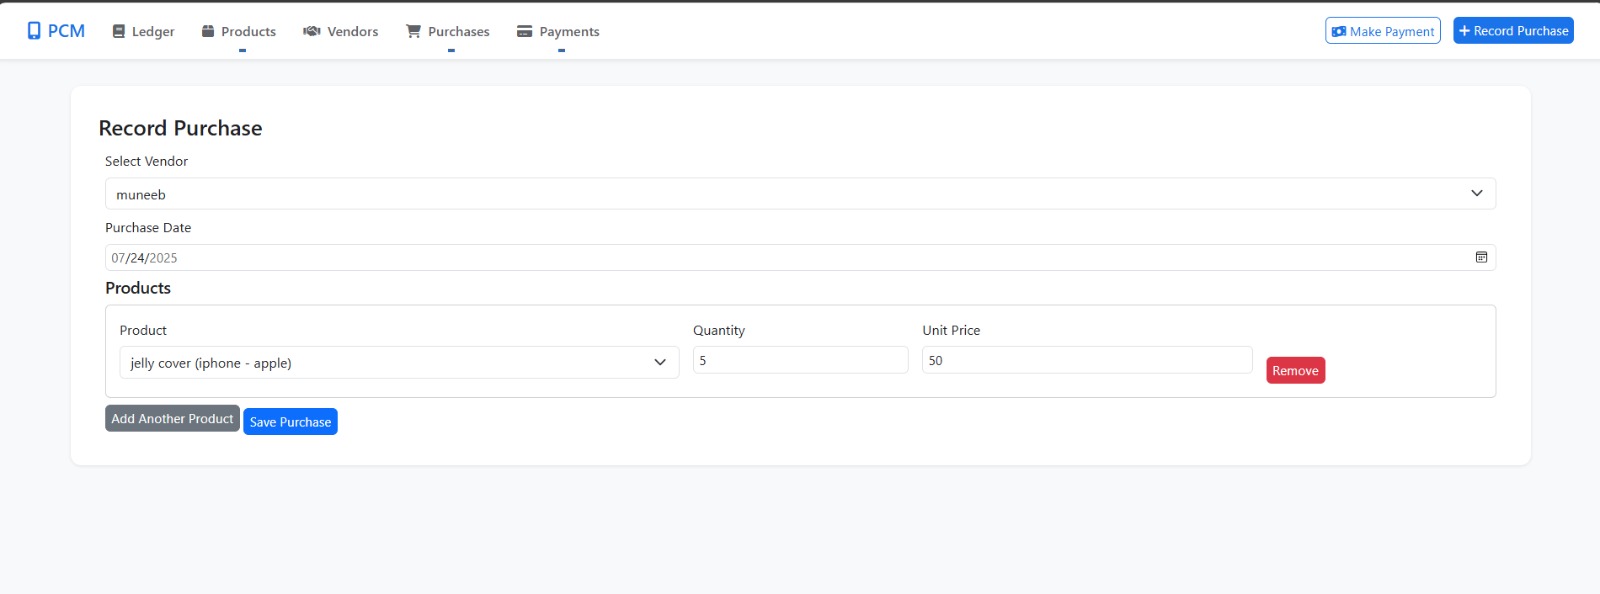 PCM Ledger Products Vendors Purchases Payments Make Payment + Record Purchase
Record Purchase
Select Vendor
muneeb
Purchase Date
07/24/2025
Products
Product Quantity Unit Price
jelly cover (iphone - apple) 5 50 Remove
Add Another Product Save Purchase